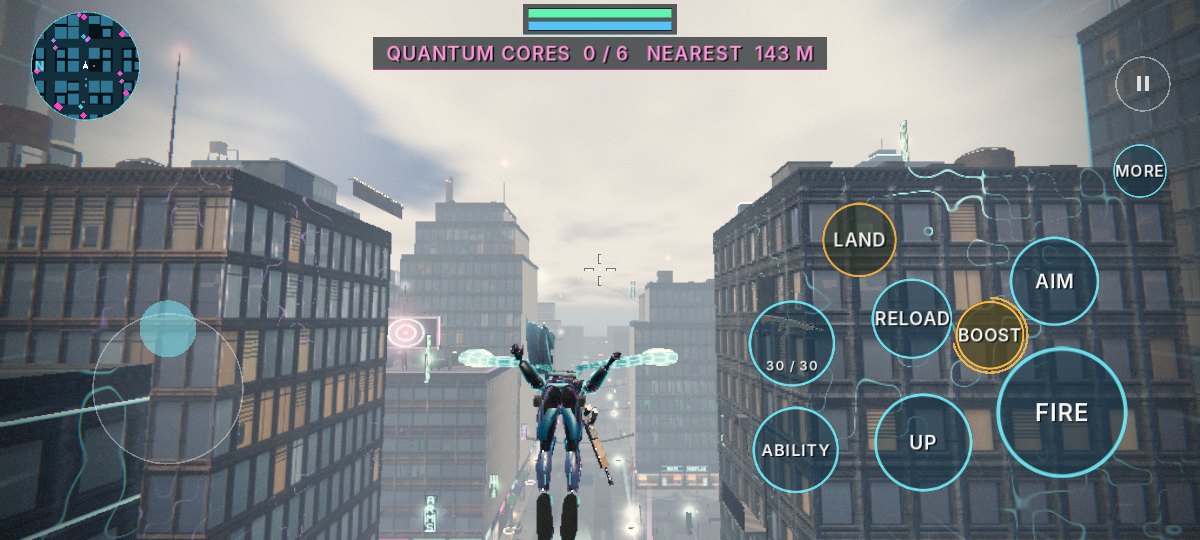 QUANTUM CORES 0 / 6 NEAREST 143 M
MORE
LAND
AIM
RELOAD
BOOST
30 / 30
FIRE
UP
ABILITY